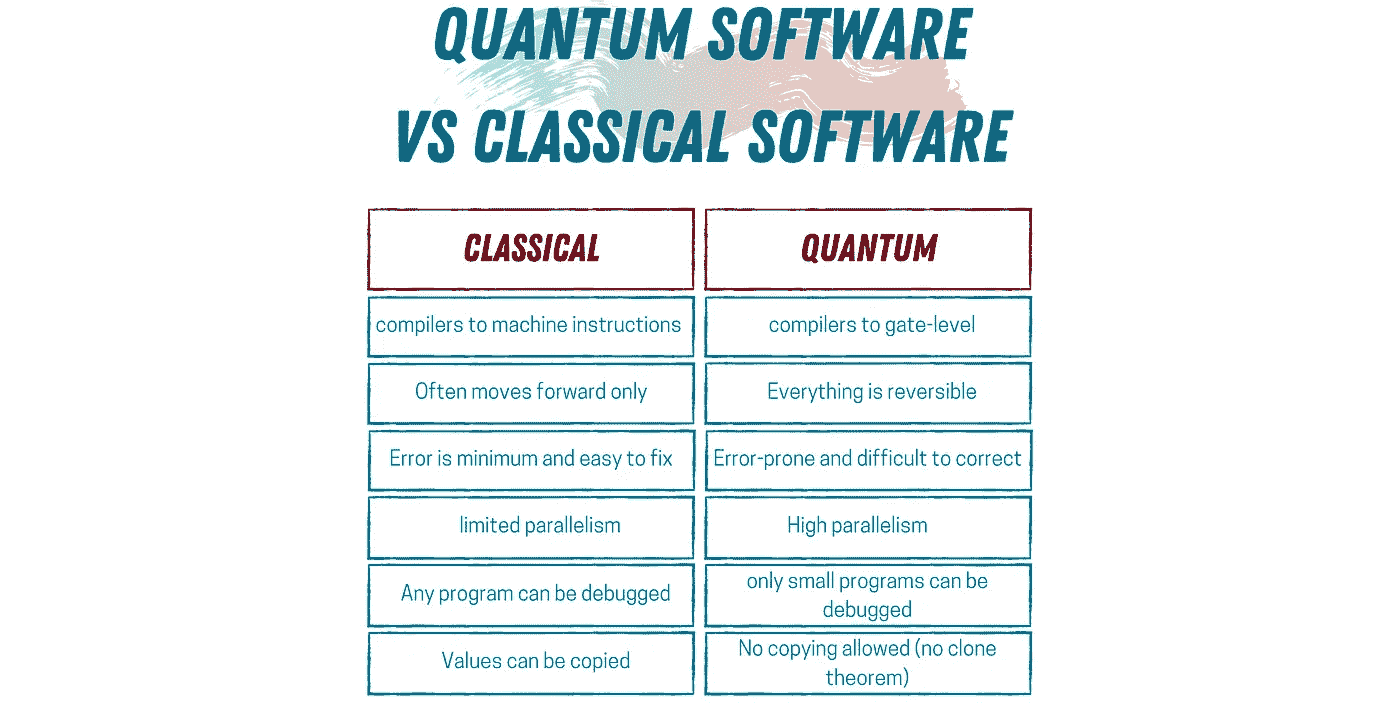 QUANTUM SOFTWARE
VS CLASSICAL SOFTWARE
CLASSICAL
QUANTUM
compilers to machine instructions
compilers to gate-level
Often moves forward only
Everything is reversible
Error is minimum and easy to fix
Error-prone and difficult to correct
limited parallelism
High parallelism
Any program can be debugged
only small programs can be
debugged
Values can be copied
No copying allowed (no clone
theorem)